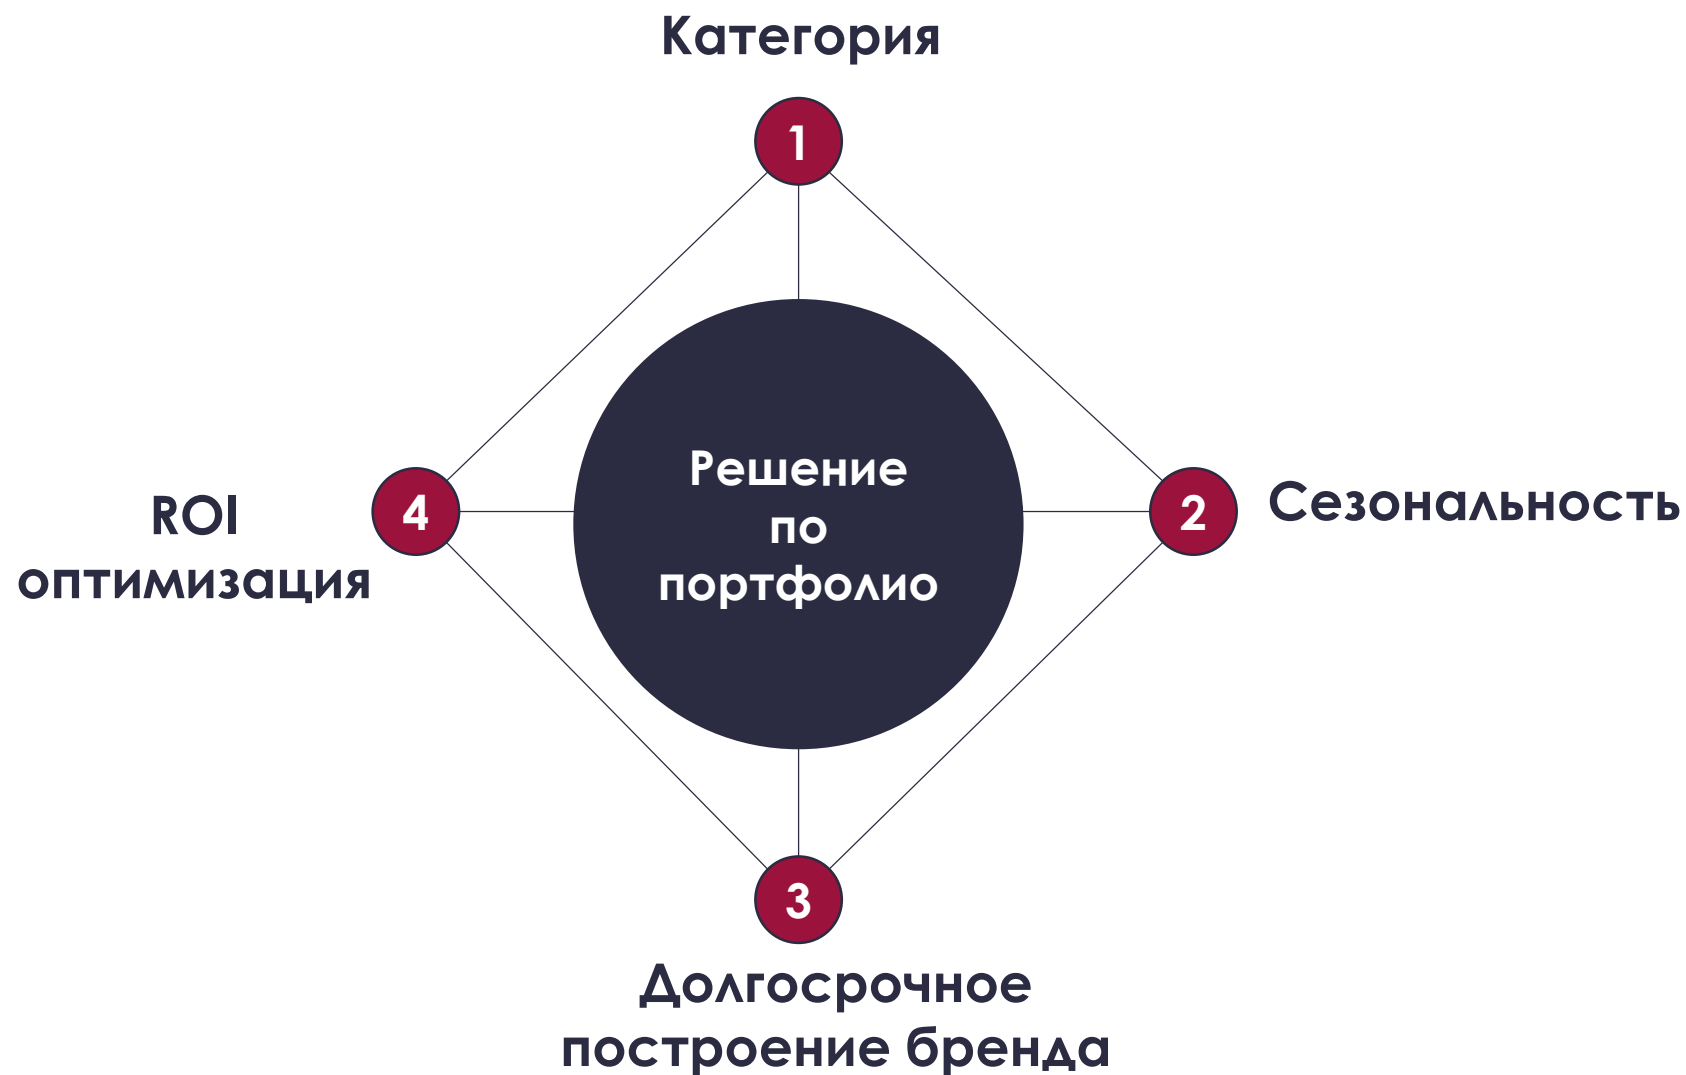 Категория
1
Решение
по
портфолио
4
ROI
оптимизация
2
Сезональность
3
Долгосрочное
построение бренда